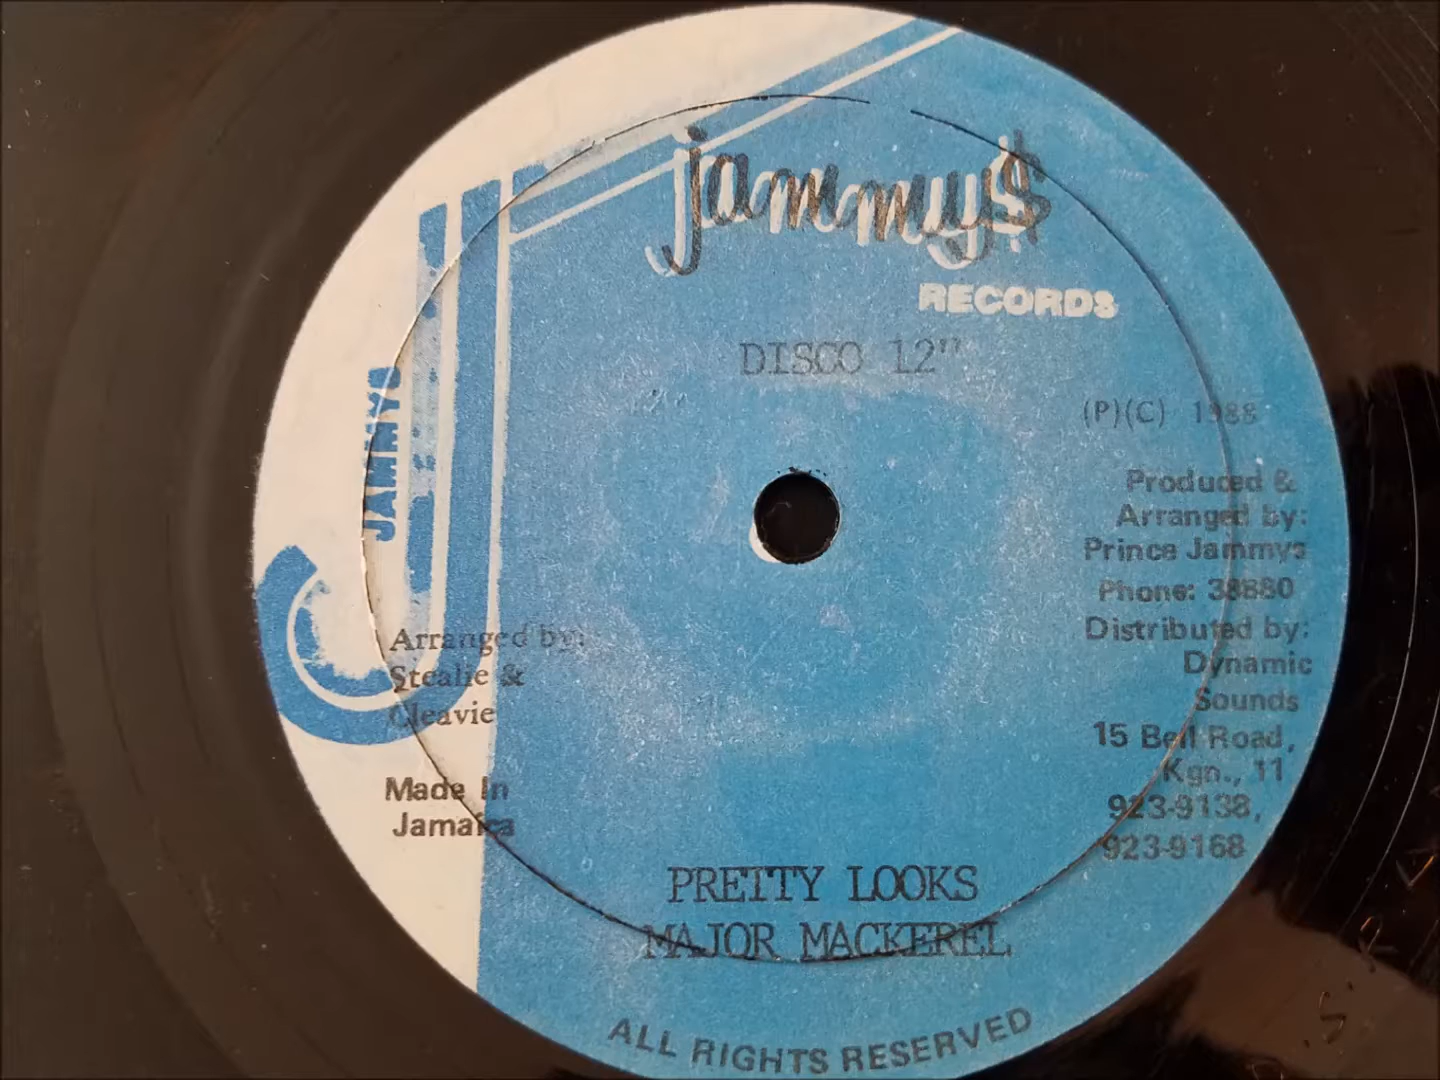 jammy$
RECORDS
DISCO 12"
(P)(C) 1988
Produced &
Arranged by:
Prince Jammys
Phone: 38880
Distributed by:
Dynamic
Sounds
15 Bell Road,
Kgn., 11
923-9138,
923-9168
JAMMYS
Arranged by:
Stealie &
Cleavie
Made In
Jamaica
PRETTY LOOKS
MAJOR MACKEREL
ALL RIGHTS RESERVED